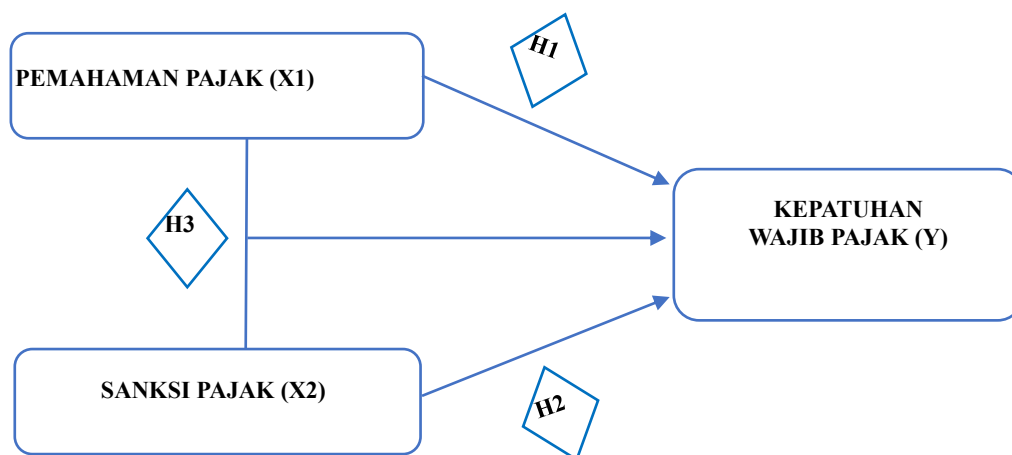 H1
PEMAHAMAN PAJAK (X1)
H3
KEPATUHAN
WAJIB PAJAK (Y)
SANKSI PAJAK (X2)
H2